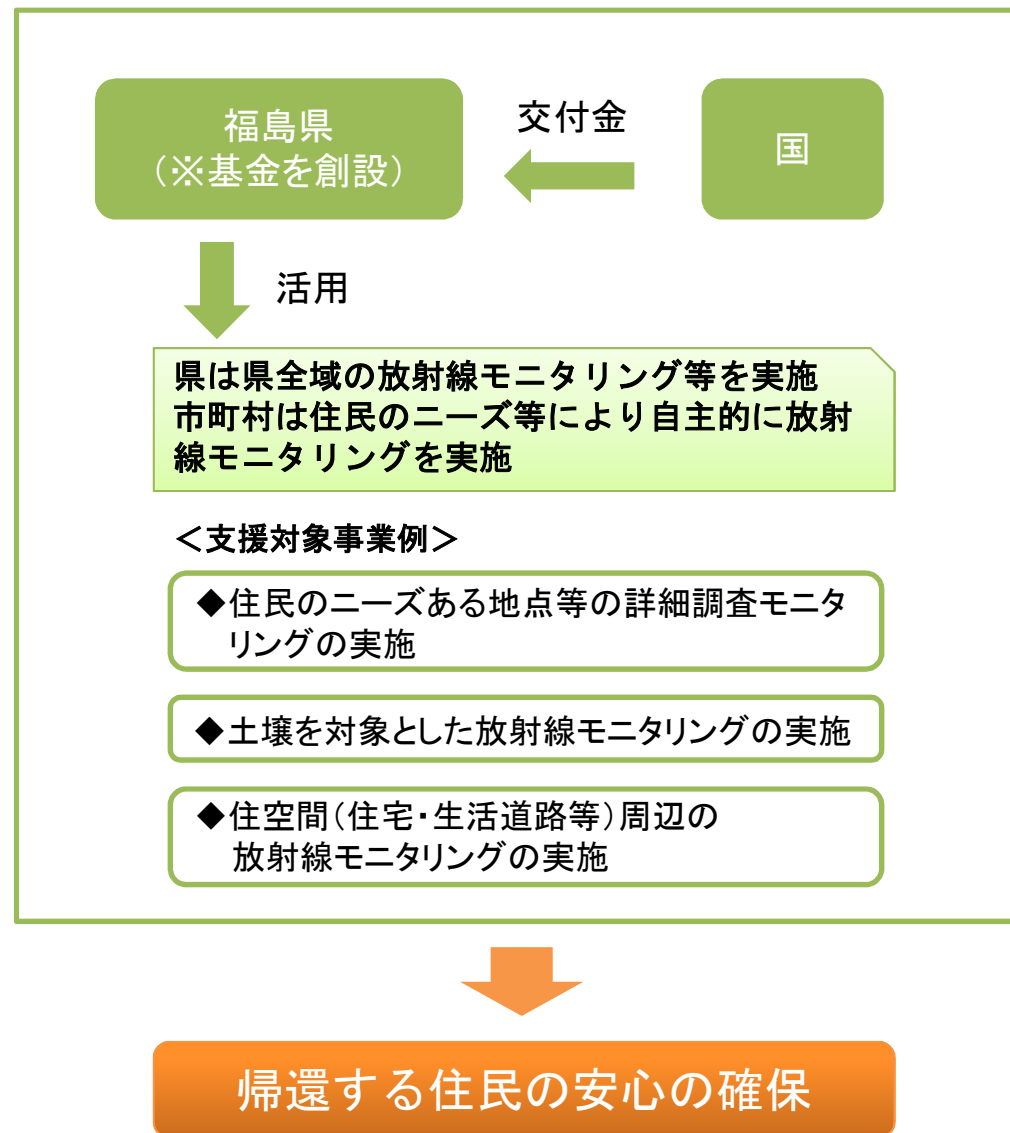 福島県
（※基金を創設）
交付金
国
活用
県は県全域の放射線モニタリング等を実施
市町村は住民のニーズ等により自主的に放射
線モニタリングを実施
＜支援対象事業例＞
◆住民のニーズある地点等の詳細調査モニタ
リングの実施
◆土壌を対象とした放射線モニタリングの実施
◆住空間（住宅・生活道路等）周辺の
放射線モニタリングの実施
帰還する住民の安心の確保